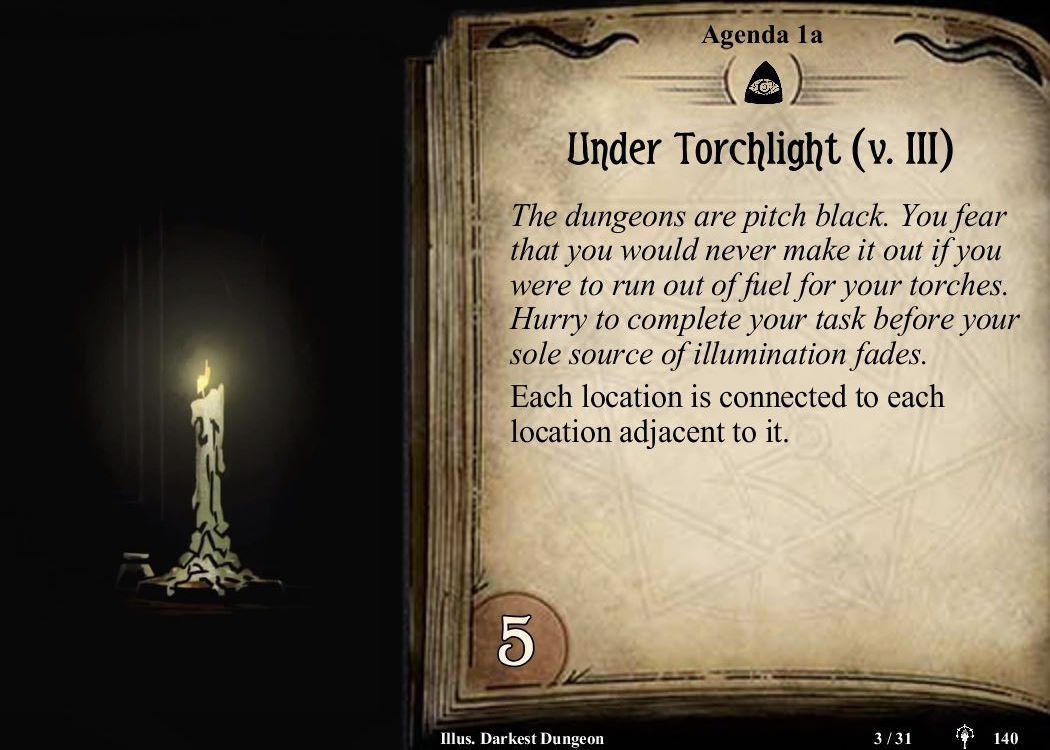 Agenda 1a
Under Torchlight (v. III)
The dungeons are pitch black. You fear
that you would never make it out if you
were to run out of fuel for your torches.
Hurry to complete your task before your
sole source of illumination fades.
Each location is connected to each
location adjacent to it.
5
Illus. Darkest Dungeon
3 / 31
140